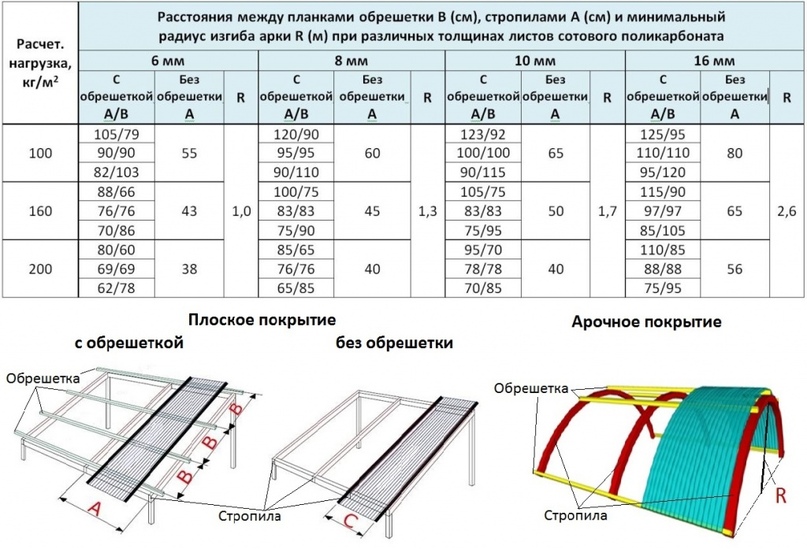 Расчет. нагрузка, кг/м²
Расстояния между планками обрешетки В (см), стропилами А (см) и минимальный
радиус изгиба арки R (м) при различных толщинах листов сотового поликарбоната
6 мм 8 мм 10 мм 16 мм
С обрешеткой А/В Без обрешетки А R С обрешеткой А/В Без обрешетки А R С обрешеткой А/В Без обрешетки А R С обрешеткой А/В Без обрешетки А R
100
105/79 120/90 123/92 125/95
90/90 55 95/95 60 100/100 65 110/110 80
82/103 90/110 90/115 95/120
160
88/66 100/75 105/75 115/90
76/76 43 1,0 83/83 45 1,3 83/83 50 1,7 97/97 65 2,6
70/86 75/90 75/95 85/105
200
80/60 85/65 95/70 110/85
69/69 38 76/76 40 78/78 40 88/88 56
62/78 65/85 70/85 75/95
Плоское покрытие
с обрешеткой
без обрешетки
Арочное покрытие
Обрешетка
В
В
В
А
Стропила
С
Обрешетка
Стропила
R